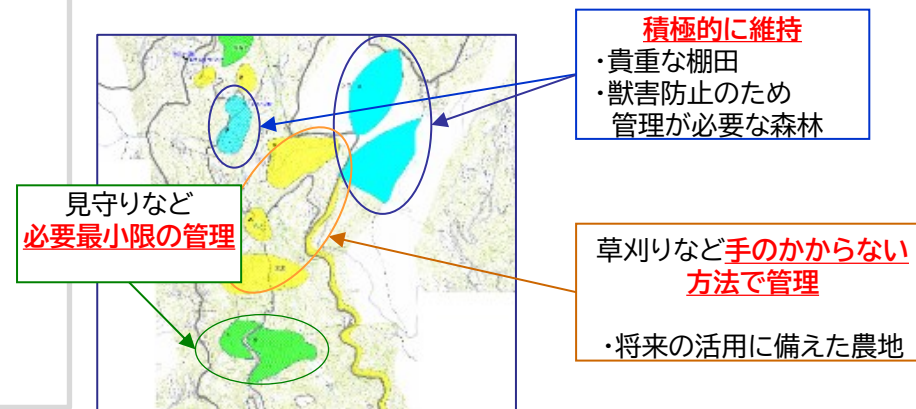 積極的に維持
・貴重な棚田
・獣害防止のため
管理が必要な森林
見守りなど
必要最小限の管理
草刈りなど手のかからない
方法で管理
・将来の活用に備えた農地